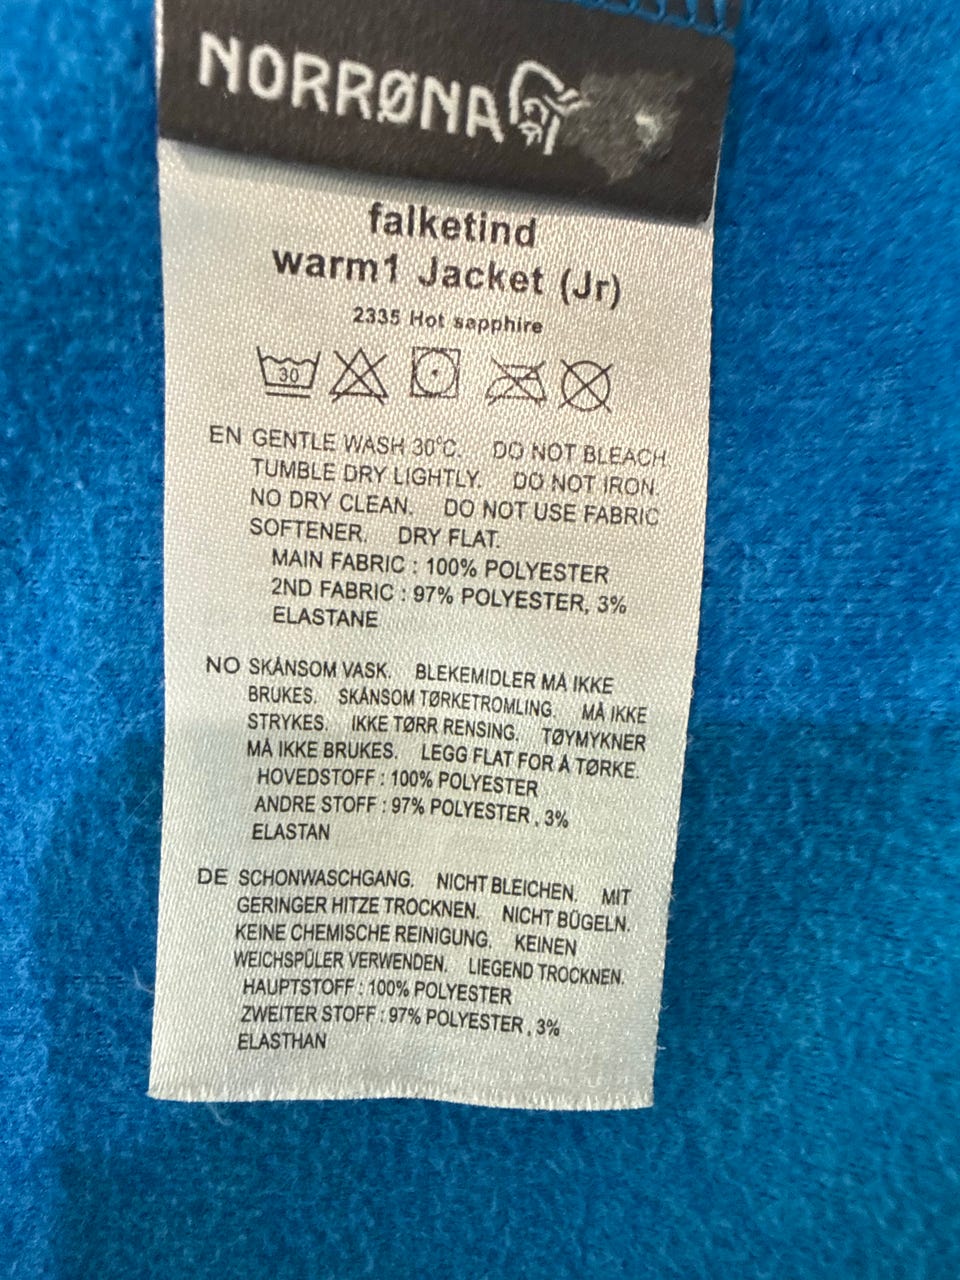 NORRØNA
falketind
warm1 Jacket (Jr)
2335 Hot sapphire
30
EN GENTLE WASH 30°C. DO NOT BLEACH.
TUMBLE DRY LIGHTLY. DO NOT IRON.
NO DRY CLEAN. DO NOT USE FABRIC
SOFTENER. DRY FLAT.
MAIN FABRIC : 100% POLYESTER
2ND FABRIC : 97% POLYESTER, 3%
ELASTANE
NO SKÅNSOM VASK. BLEKEMIDLER MÅ IKKE
BRUKES. SKÅNSOM TØRKETROMLING. MÅ IKKE
STRYKES. IKKE TØRR RENSING. TØYMYKNER
MÅ IKKE BRUKES. LEGG FLAT FOR Å TØRKE.
HOVEDSTOFF : 100% POLYESTER
ANDRE STOFF : 97% POLYESTER , 3%
ELASTAN
DE SCHONWASCHGANG. NICHT BLEICHEN. MIT
GERINGER HITZE TROCKNEN. NICHT BÜGELN.
KEINE CHEMISCHE REINIGUNG. KEINEN
WEICHSPÜLER VERWENDEN. LIEGEND TROCKNEN.
HAUPTSTOFF : 100% POLYESTER
ZWEITER STOFF : 97% POLYESTER , 3%
ELASTHAN